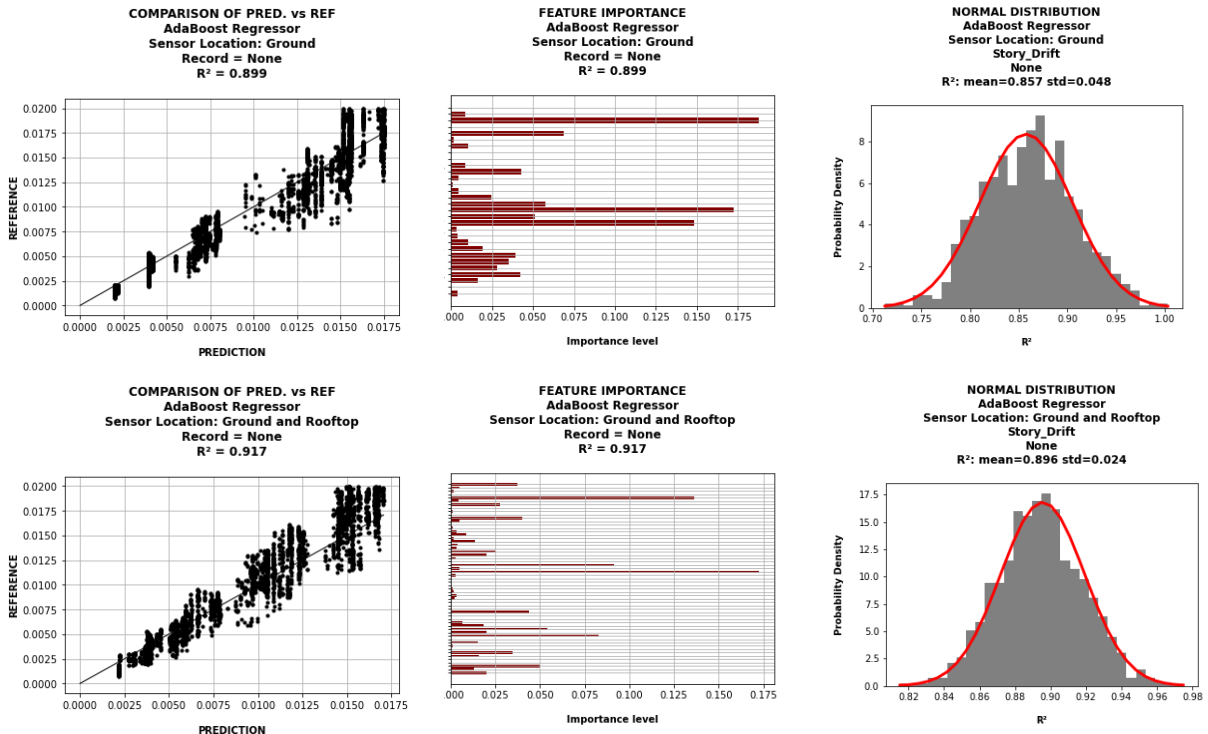 COMPARISON OF PRED. vs REF
AdaBoost Regressor
Sensor Location: Ground
Record = None
R² = 0.899
0.0200
0.0175
0.0150
0.0125
0.0100
0.0075
0.0050
0.0025
0.0000
REFERENCE
0.0000 0.0025 0.0050 0.0075 0.0100 0.0125 0.0150 0.0175
PREDICTION
FEATURE IMPORTANCE
AdaBoost Regressor
Sensor Location: Ground
Record = None
R² = 0.899
.000 0.025 0.050 0.075 0.100 0.125 0.150 0.175
Importance level
NORMAL DISTRIBUTION
AdaBoost Regressor
Sensor Location: Ground
Story_Drift
None
R²: mean=0.857 std=0.048
8
6
4
2
0
Probability Density
0.70 0.75 0.80 0.85 0.90 0.95 1.00
R²
COMPARISON OF PRED. vs REF
AdaBoost Regressor
Sensor Location: Ground and Rooftop
Record = None
R² = 0.917
0.0200
0.0175
0.0150
0.0125
0.0100
0.0075
0.0050
0.0025
0.0000
REFERENCE
0.0000 0.0025 0.0050 0.0075 0.0100 0.0125 0.0150 0.0175
PREDICTION
FEATURE IMPORTANCE
AdaBoost Regressor
Sensor Location: Ground and Rooftop
Record = None
R² = 0.917
0.000 0.025 0.050 0.075 0.100 0.125 0.150 0.175
Importance level
NORMAL DISTRIBUTION
AdaBoost Regressor
Sensor Location: Ground and Rooftop
Story_Drift
None
R²: mean=0.896 std=0.024
17.5
15.0
12.5
10.0
7.5
5.0
2.5
0.0
Probability Density
0.82 0.84 0.86 0.88 0.90 0.92 0.94 0.96 0.98
R²